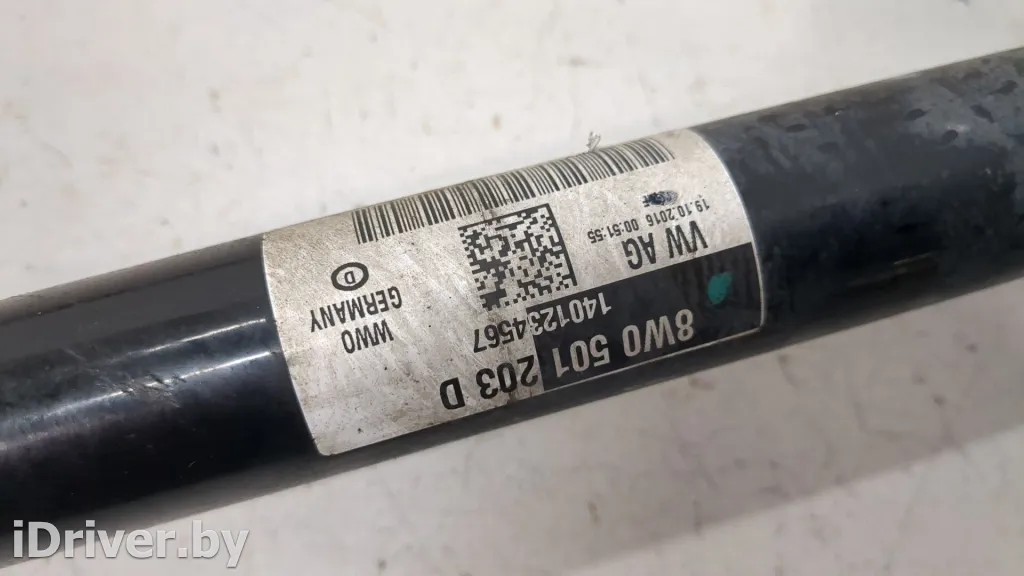 8W0 501 203 D
1401234567
VW AG
19.10.2016 00:51:55
WW0
GERMANY
D
iDriver.by